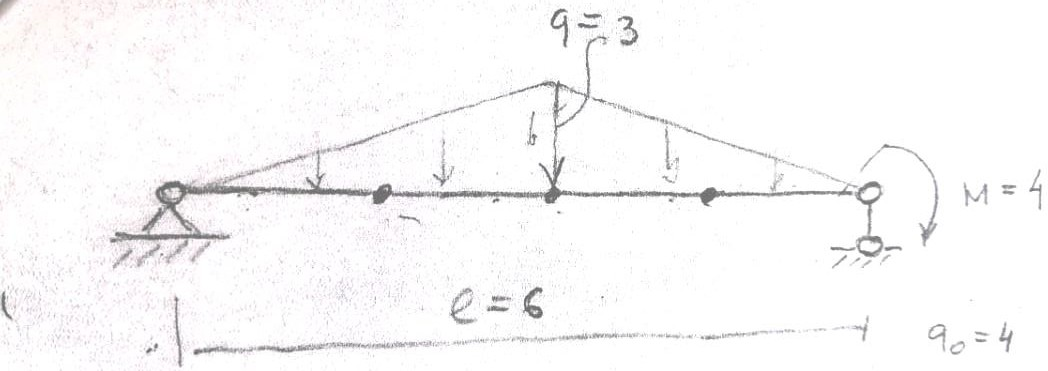 q = 3
b
M = 4
l = 6
q₀ = 4